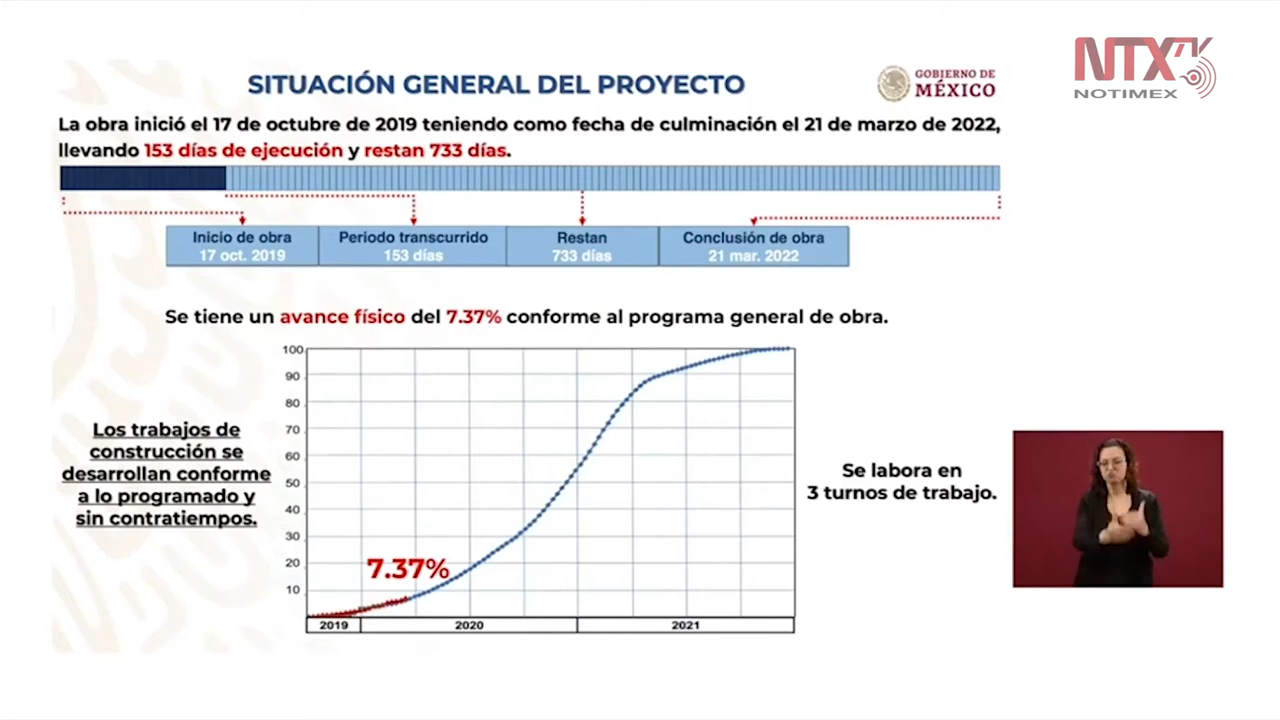 NTX TV
NOTIMEX
SITUACIÓN GENERAL DEL PROYECTO
GOBIERNO DE
MÉXICO
La obra inició el 17 de octubre de 2019 teniendo como fecha de culminación el 21 de marzo de 2022,
llevando 153 días de ejecución y restan 733 días.
Inicio de obra
17 oct. 2019
Periodo transcurrido
153 días
Restan
733 días
Conclusión de obra
21 mar. 2022
Se tiene un avance físico del 7.37% conforme al programa general de obra.
Los trabajos de
construcción se
desarrollan conforme
a lo programado y
sin contratiempos.
100
90
80
70
60
50
40
30
20
10
7.37%
2019
2020
2021
Se labora en
3 turnos de trabajo.